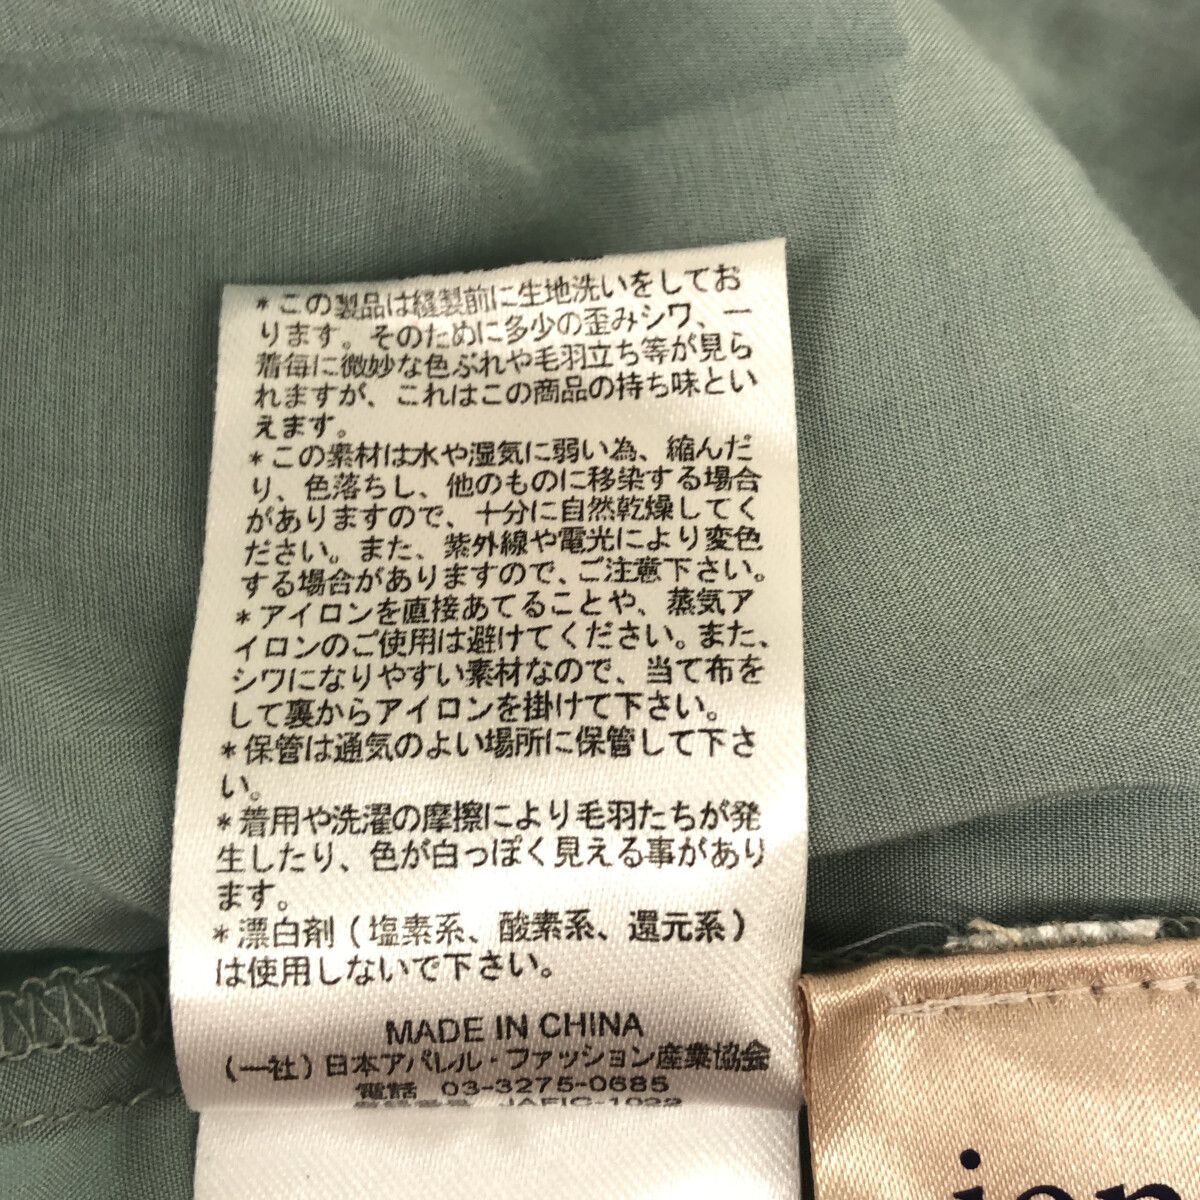 *この製品は縫製前に生地洗いをしてお
ります。そのために多少の歪みシワ、一
着毎に微妙な色ぶれや毛羽立ち等が見ら
れますが、これはこの商品の持ち味とい
えます。
*この素材は水や湿気に弱い為、縮んだ
り、色落ちし、他のものに移染する場合
がありますので、十分に自然乾燥してく
ださい。また、紫外線や電光により変色
する場合がありますので、ご注意下さい。
*アイロンを直接あてることや、蒸気ア
イロンのご使用は避けてください。また、
シワになりやすい素材なので、当て布を
して裏からアイロンを掛けて下さい。
*保管は通気のよい場所に保管して下さ
い。
*着用や洗濯の摩擦により毛羽たちが発
生したり、色が白っぽく見える事があり
ます。
*漂白剤(塩素系、酸素系、還元系)
は使用しないで下さい。
MADE IN CHINA
(一社)日本アパレル・ファッション産業協会
電話 03-3275-0685
JAFIC-1022